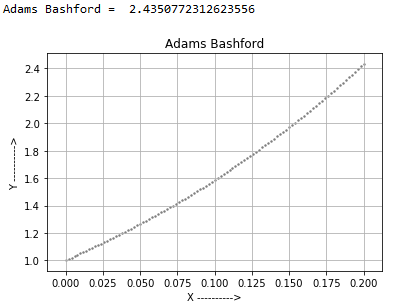 Adams Bashford =  2.4350772312623556
Adams Bashford
2.4
2.2
2.0
1.8
1.6
1.4
1.2
1.0
Y ---------->
0.000 0.025 0.050 0.075 0.100 0.125 0.150 0.175 0.200
X ---------->